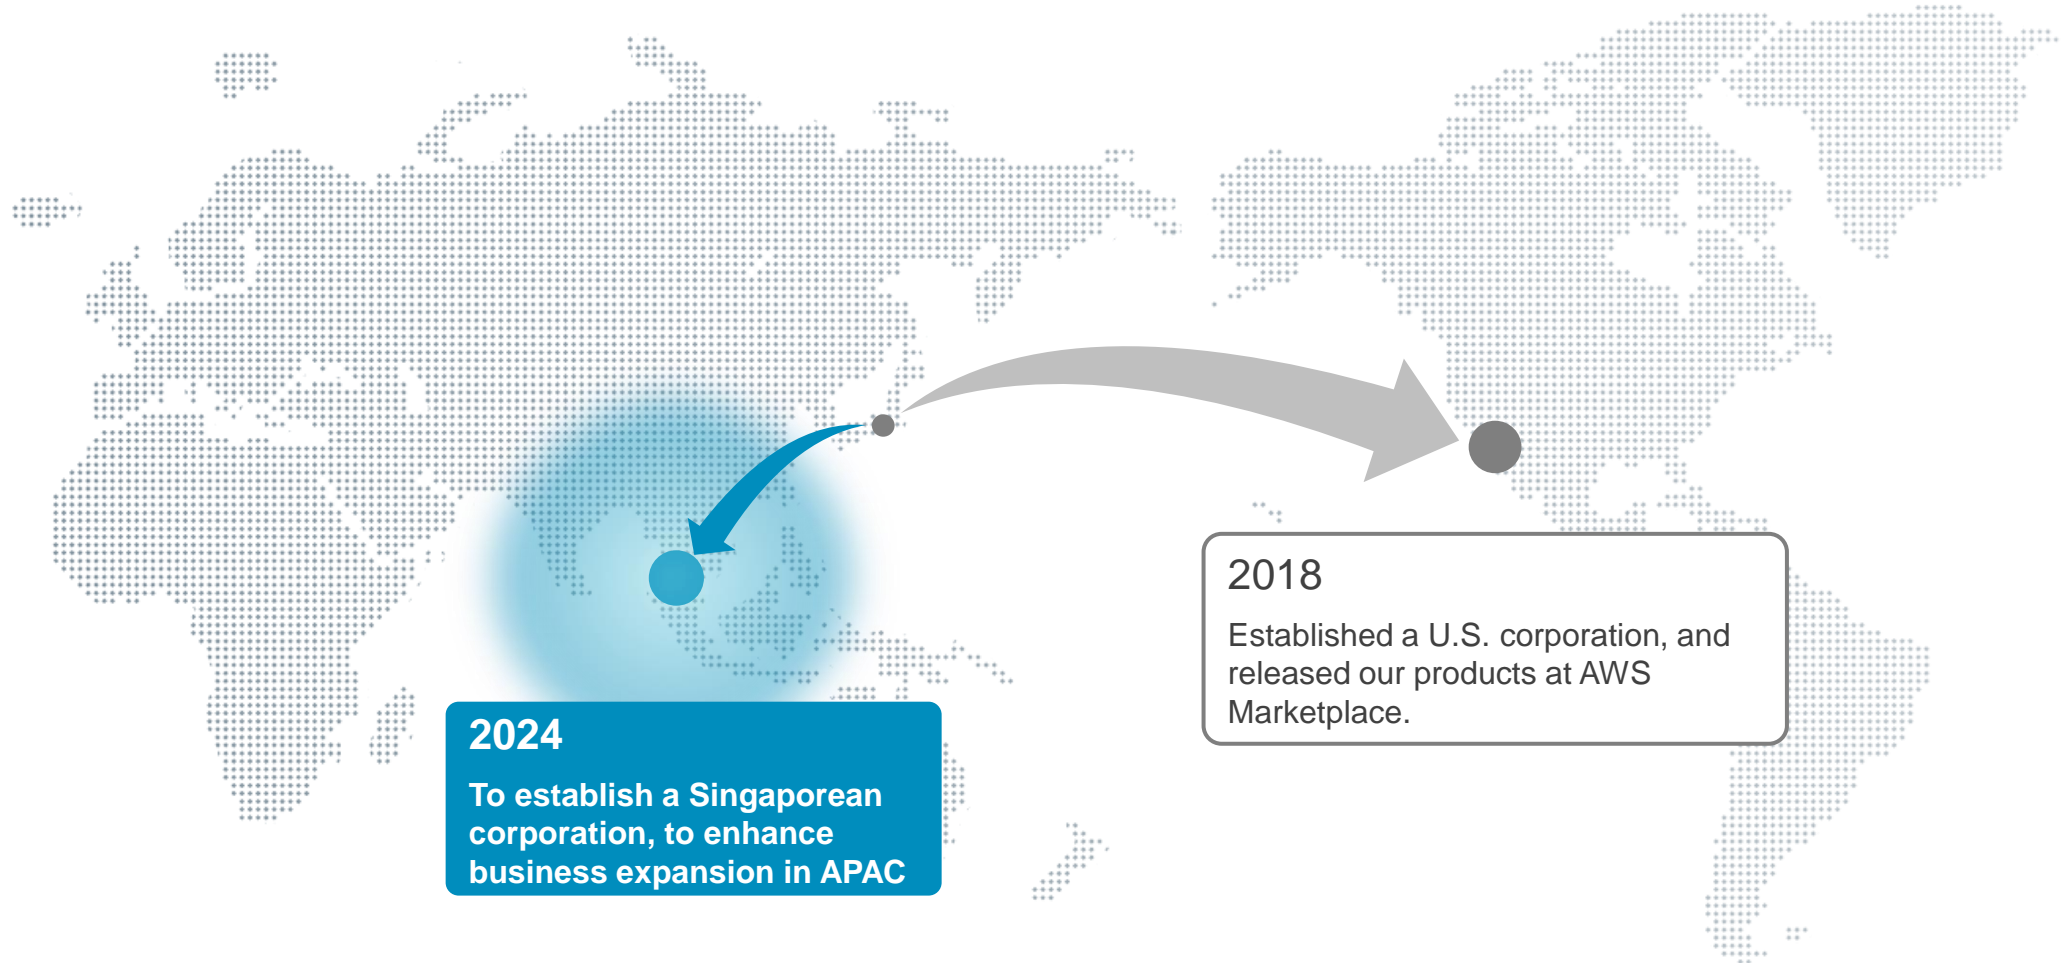 2018
Established a U.S. corporation, and
released our products at AWS
Marketplace.
2024
To establish a Singaporean
corporation, to enhance
business expansion in APAC